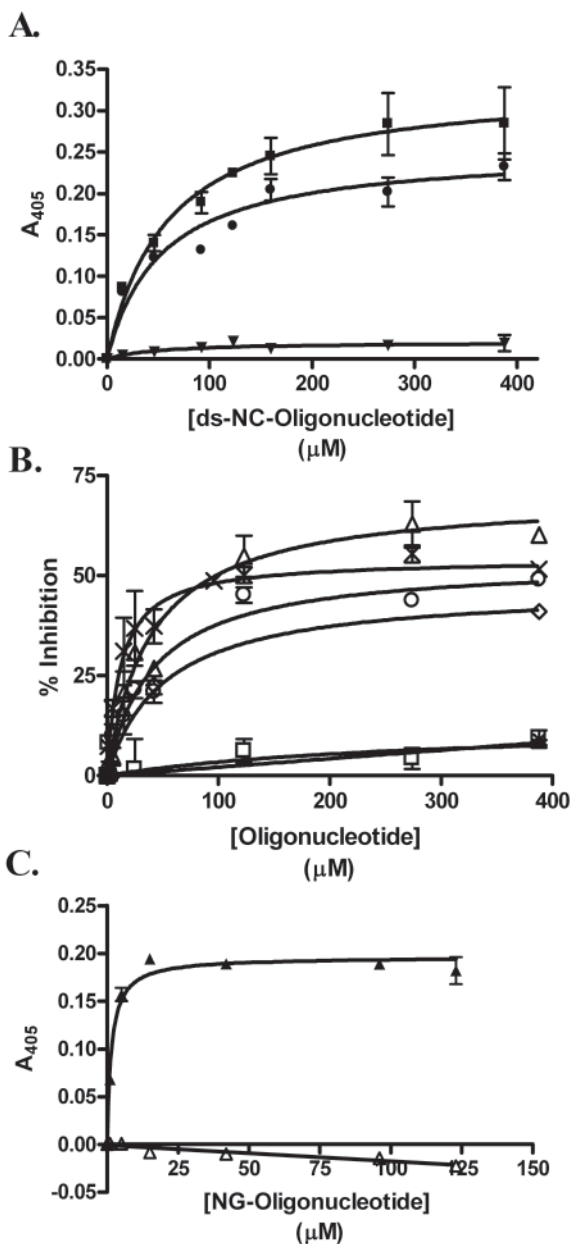 A.
0.35
0.30
0.25
0.20
0.15
0.10
0.05
0.00
A405
0
100
200
300
400
[ds-NC-Oligonucleotide]
(μM)
B.
75
50
25
0
% Inhibition
0
100
200
300
400
[Oligonucleotide]
(μM)
C.
0.25
0.20
0.15
0.10
0.05
0.00
-0.05
A405
25
50
75
100
125
150
[NG-Oligonucleotide]
(μM)